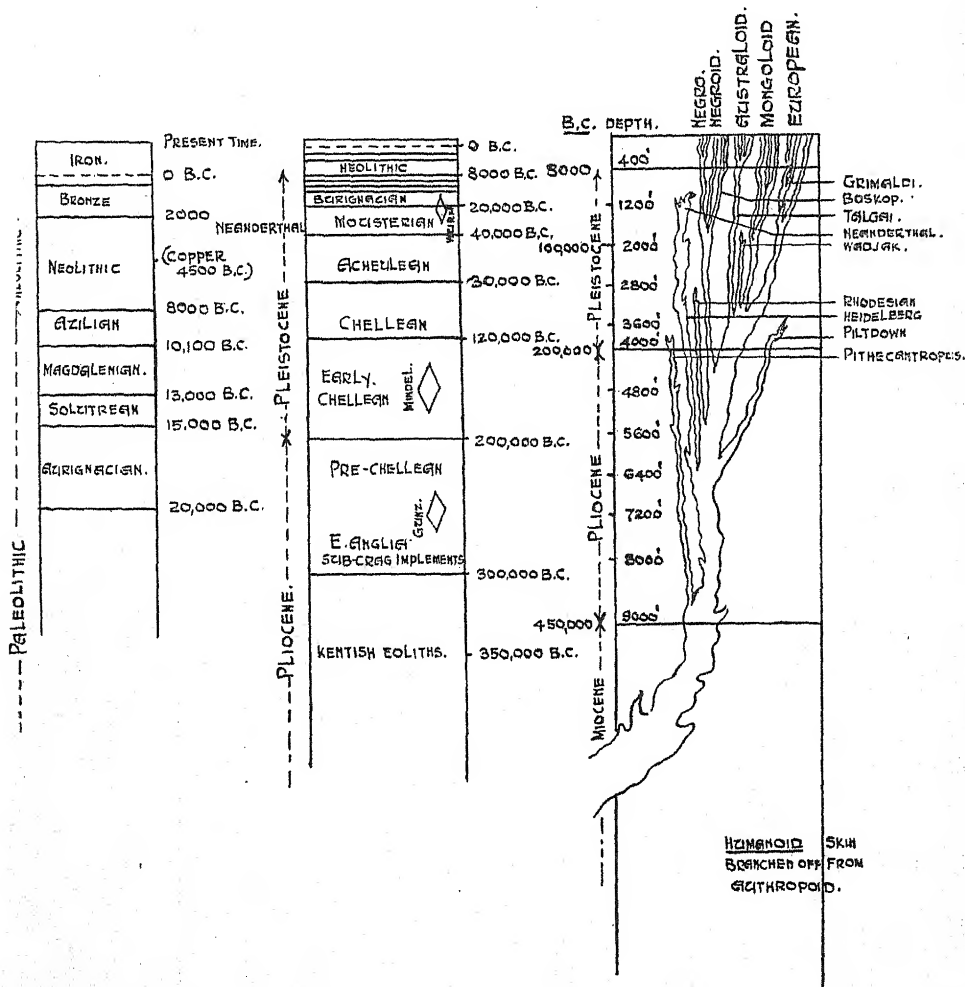 NEGRO.
NEGROID.
AUSTRALOID.
MONGOLOID
EUROPEAN.
B.C. DEPTH.
PRESENT TIME.
IRON.
0 B.C.
BRONZE
2000
NEOLITHIC
(COPPER
4500 B.C.)
8000 B.C.
AZILIAN
10,100 B.C.
MAGDALENIAN.
13,000 B.C.
SOLUTREAN
15,000 B.C.
AURIGNACIAN.
20,000 B.C.
PALEOLITHIC
0 B.C.
NEOLITHIC
8000 B.C.
AURIGNACIAN
20,000 B.C.
NEANDERTHAL
MOUSTERIAN
WURM
40,000 B.C.
ACHEULEAN
30,000 B.C.
CHELLEAN
120,000 B.C.
EARLY.
CHELLEAN
MINDEL.
200,000 B.C.
PRE-CHELLEAN
GUNZ.
E. ANGLIA
SUB-CRAG IMPLEMENTS
300,000 B.C.
KENTISH EOLITHS.
350,000 B.C.
PLEISTOCENE
PLIOCENE.
8000
100,000
200,000
450,000
PLEISTOCENE
PLIOCENE
MIOCENE
400'
1200'
2000'
2800'
3600'
4000'
4800'
5600'
6400'
7200'
8000'
9000'
GRIMALDI.
BOSKOP.
TALGAI.
NEANDERTHAL.
WADJAK.
RHODESIAN
HEIDELBERG
PILTDOWN
PITHECANTROPUS.
HUMANOID SKIN
BRANCHED OFF FROM
AUTHROPOID.